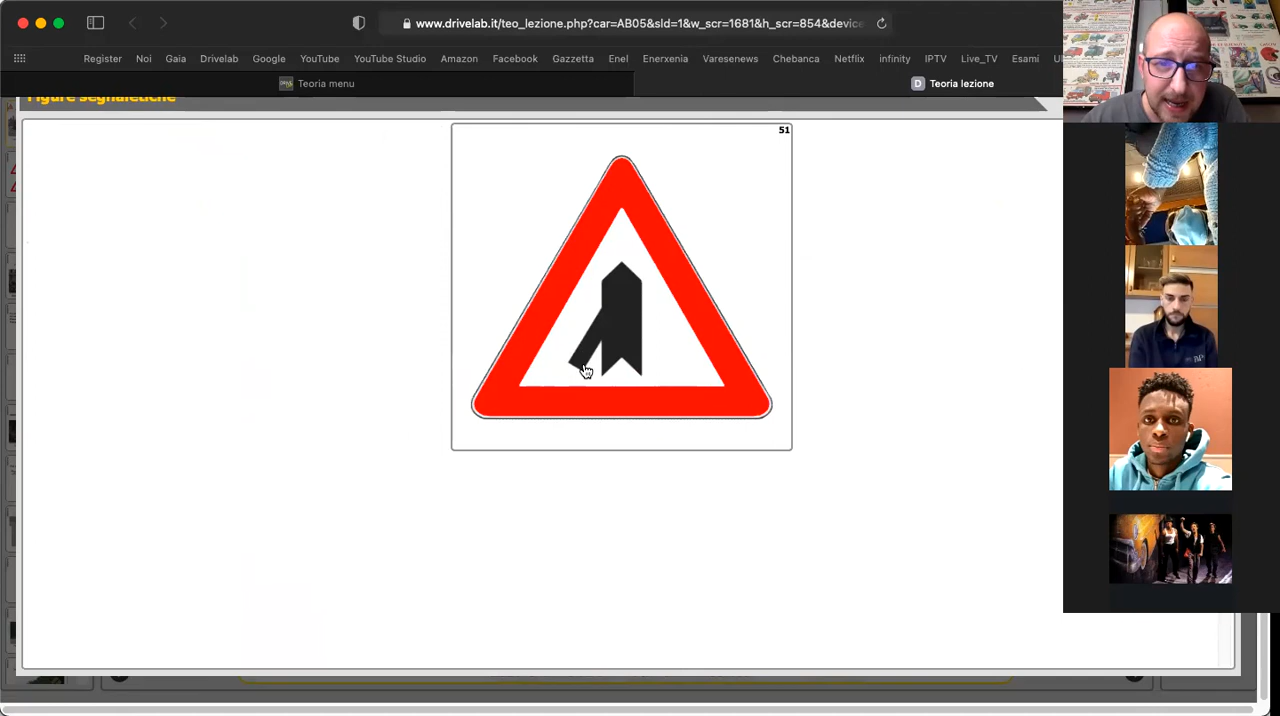 www.drivelab.it/teo_lezione.php?car=AB05&sld=1&w_scr=1681&h_scr=854&device
Register Noi Gaia Drivelab Google YouTube YouTube Studio Amazon Facebook Gazzetta Enel Enerxenia Varesenews Chebanca Netflix infinity IPTV Live_TV Esami
Teoria menu
D Teoria lezione
Figure segnaletiche
51